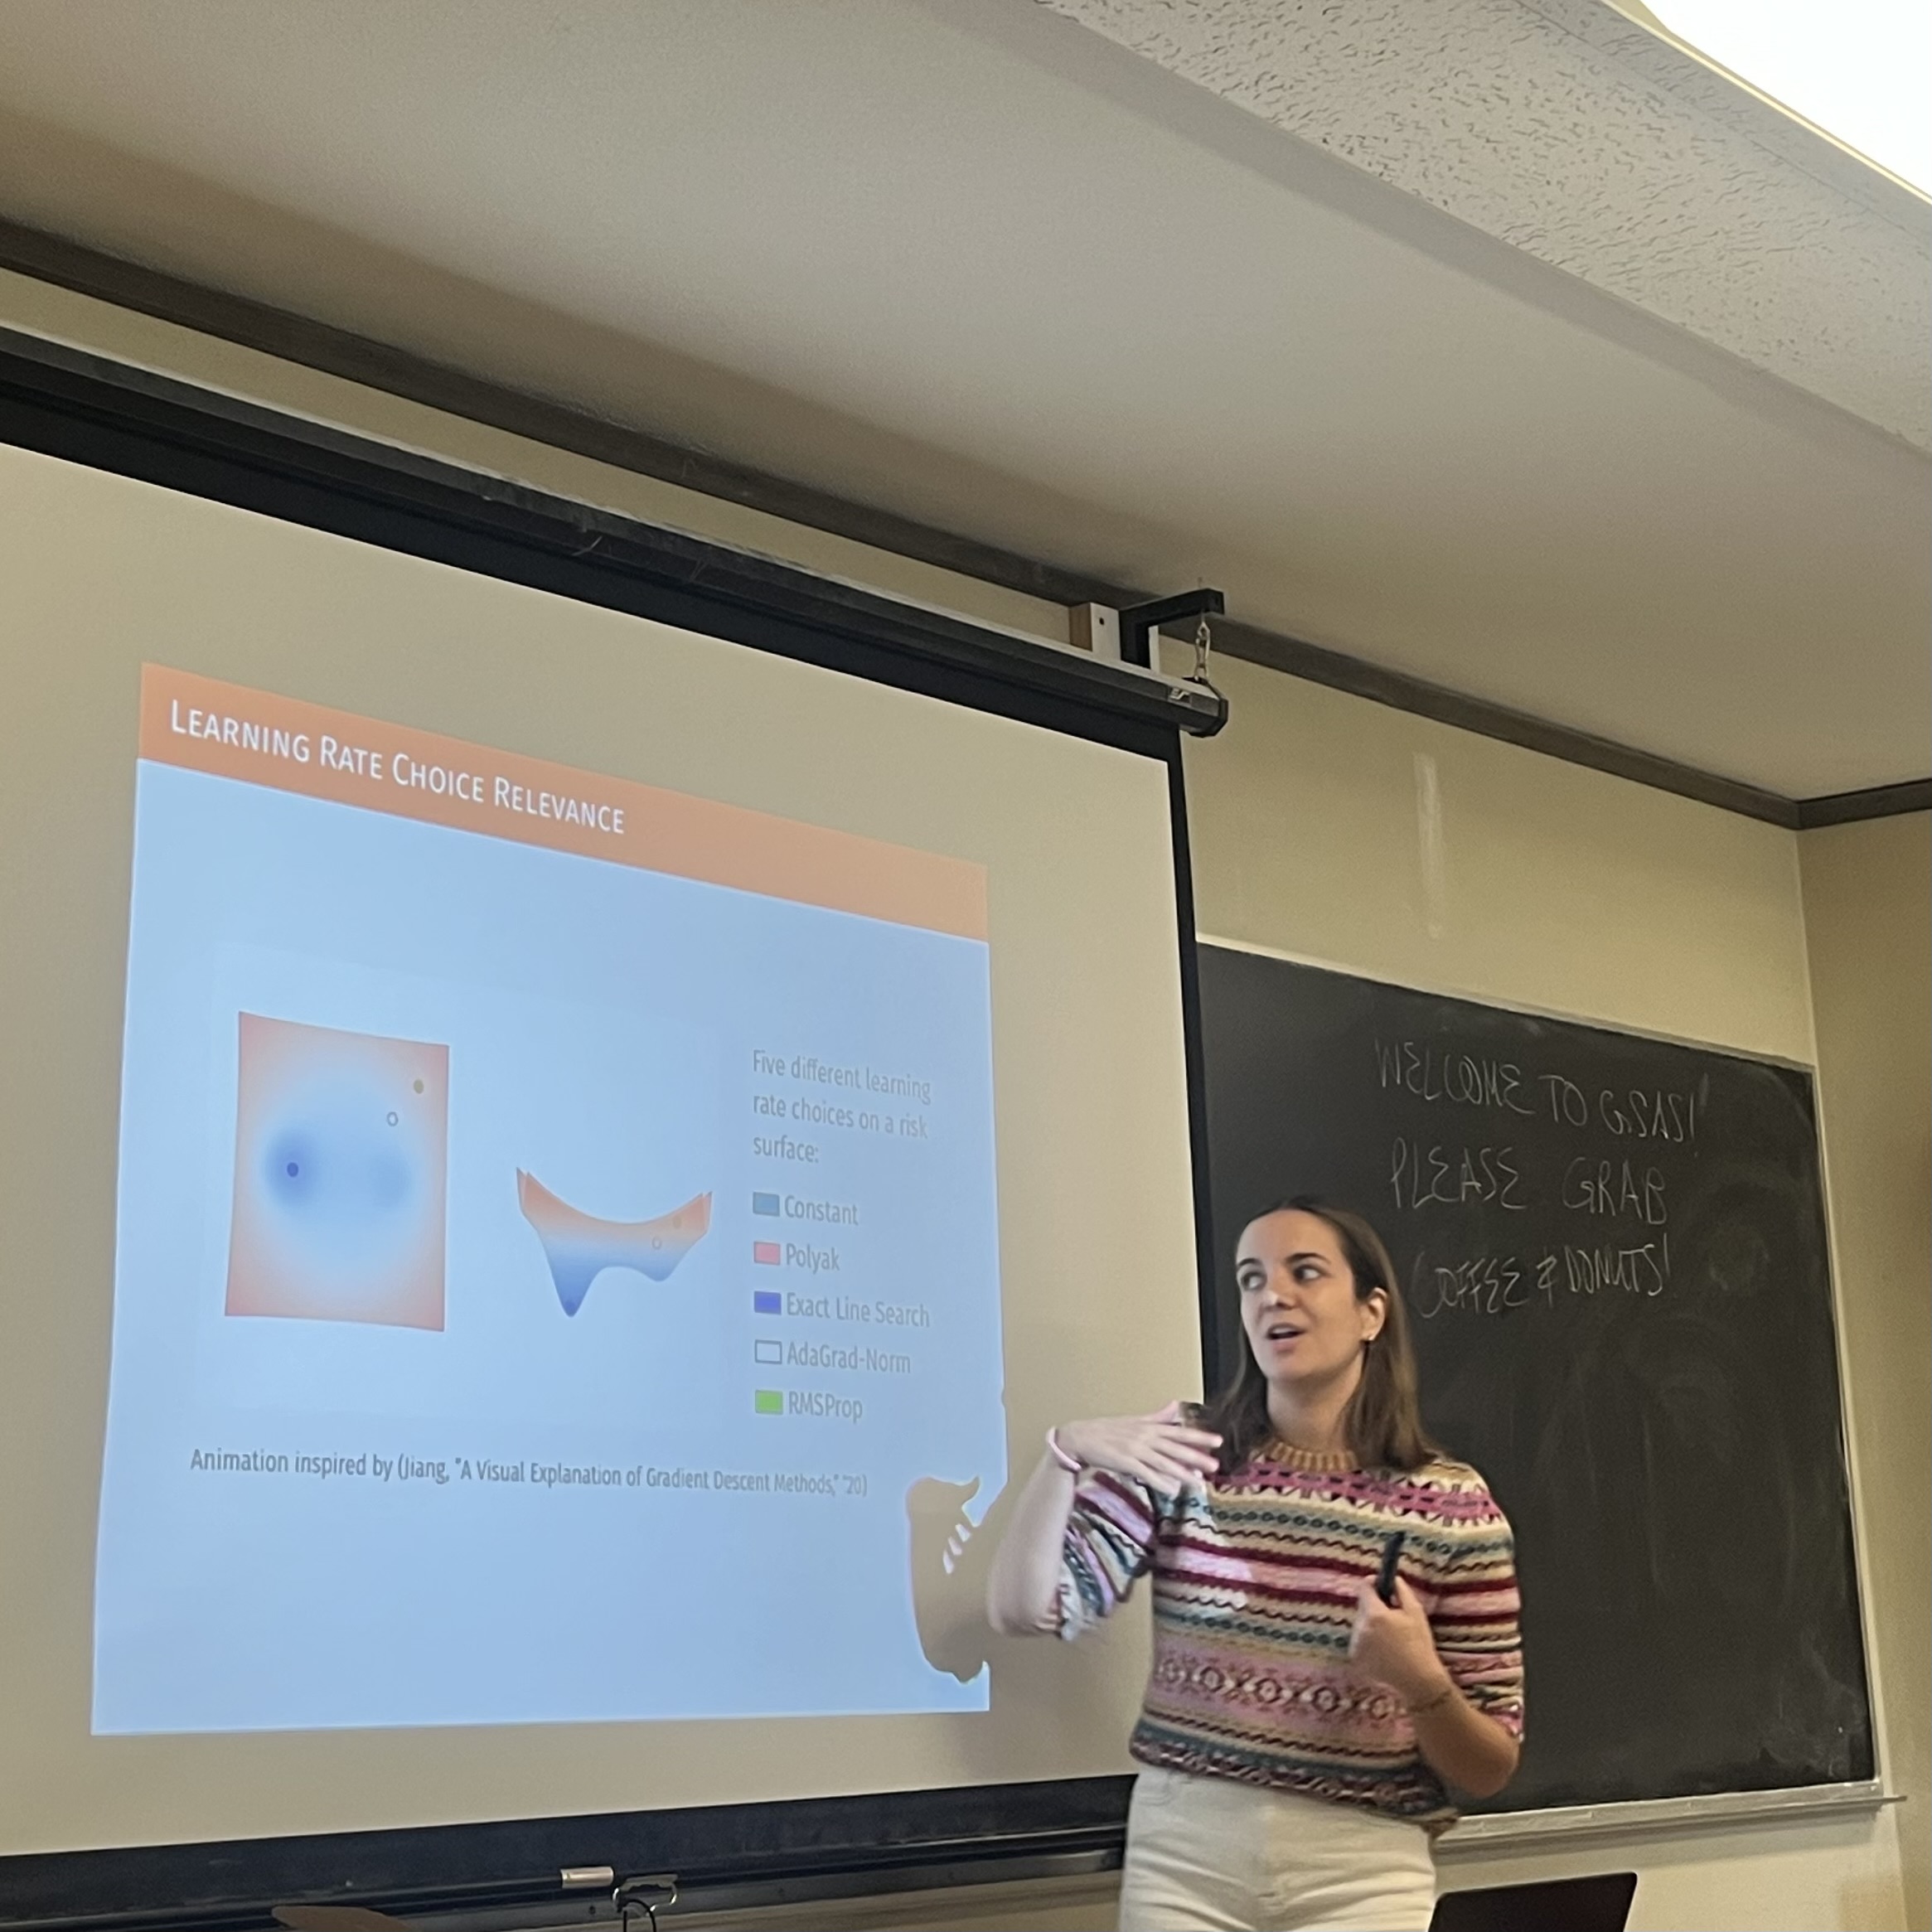 LEARNING RATE CHOICE RELEVANCE
Five different learning
rate choices on a risk
surface:
Constant
Polyak
Exact Line Search
AdaGrad-Norm
RMSProp
Animation inspired by (Jiang, "A Visual Explanation of Gradient Descent Methods," '20)
WELCOME TO GSAS!
PLEASE GRAB
COFFEE & DONUTS!